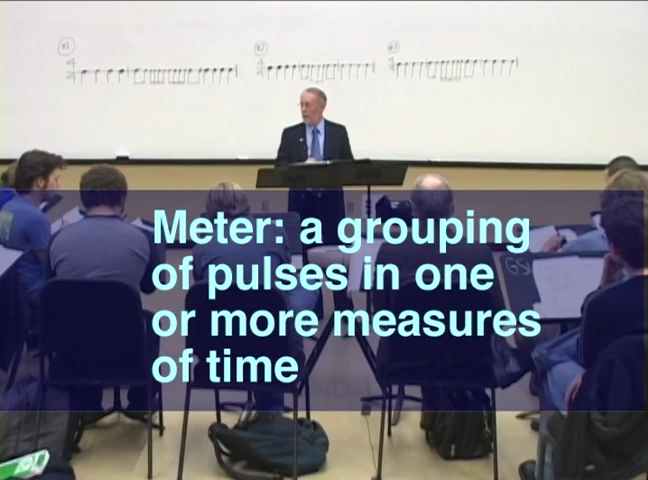 Meter: a grouping
of pulses in one
or more measures
of time